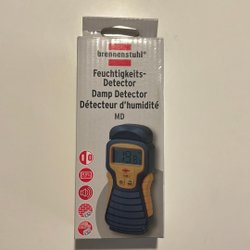 brennenstuhl®
Feuchtigkeits-
Detector
Damp Detector
Détecteur d'humidité
MD